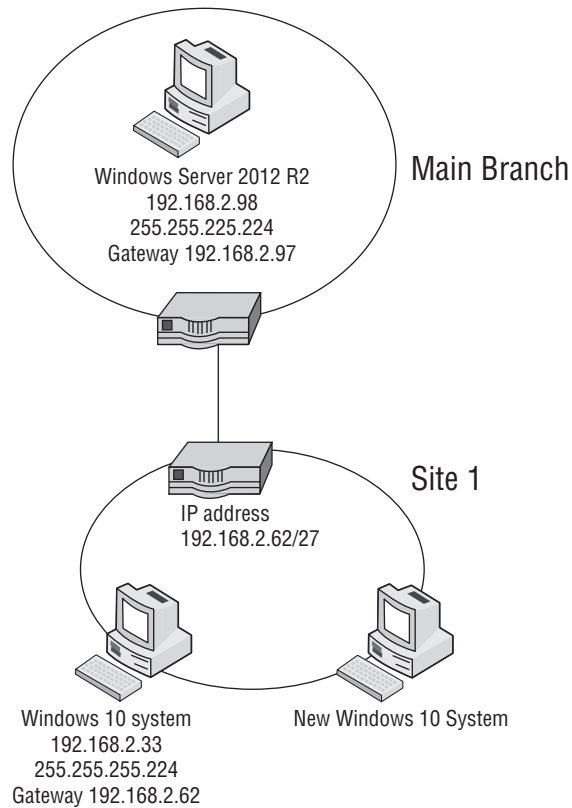 Windows Server 2012 R2
192.168.2.98
255.255.225.224
Gateway 192.168.2.97
Main Branch
Site 1
IP address
192.168.2.62/27
Windows 10 system
192.168.2.33
255.255.255.224
Gateway 192.168.2.62
New Windows 10 System